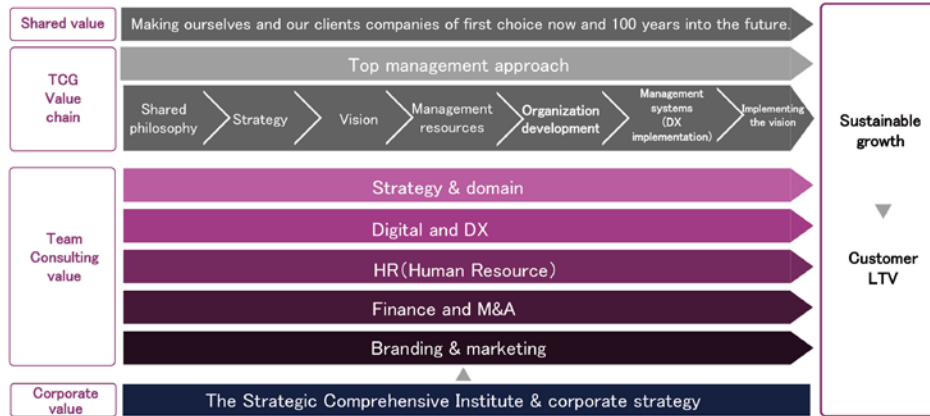 Shared value
Making ourselves and our clients companies of first choice now and 100 years into the future.
TCG
Value
chain
Top management approach
Shared
philosophy
Strategy
Vision
Management
resources
Organization
development
Management
systems
(DX
implementation)
Implementing
the vision
Team
Consulting
value
Strategy & domain
Digital and DX
HR(Human Resource)
Finance and M&A
Branding & marketing
Corporate
value
The Strategic Comprehensive Institute & corporate strategy
Sustainable
growth
Customer
LTV